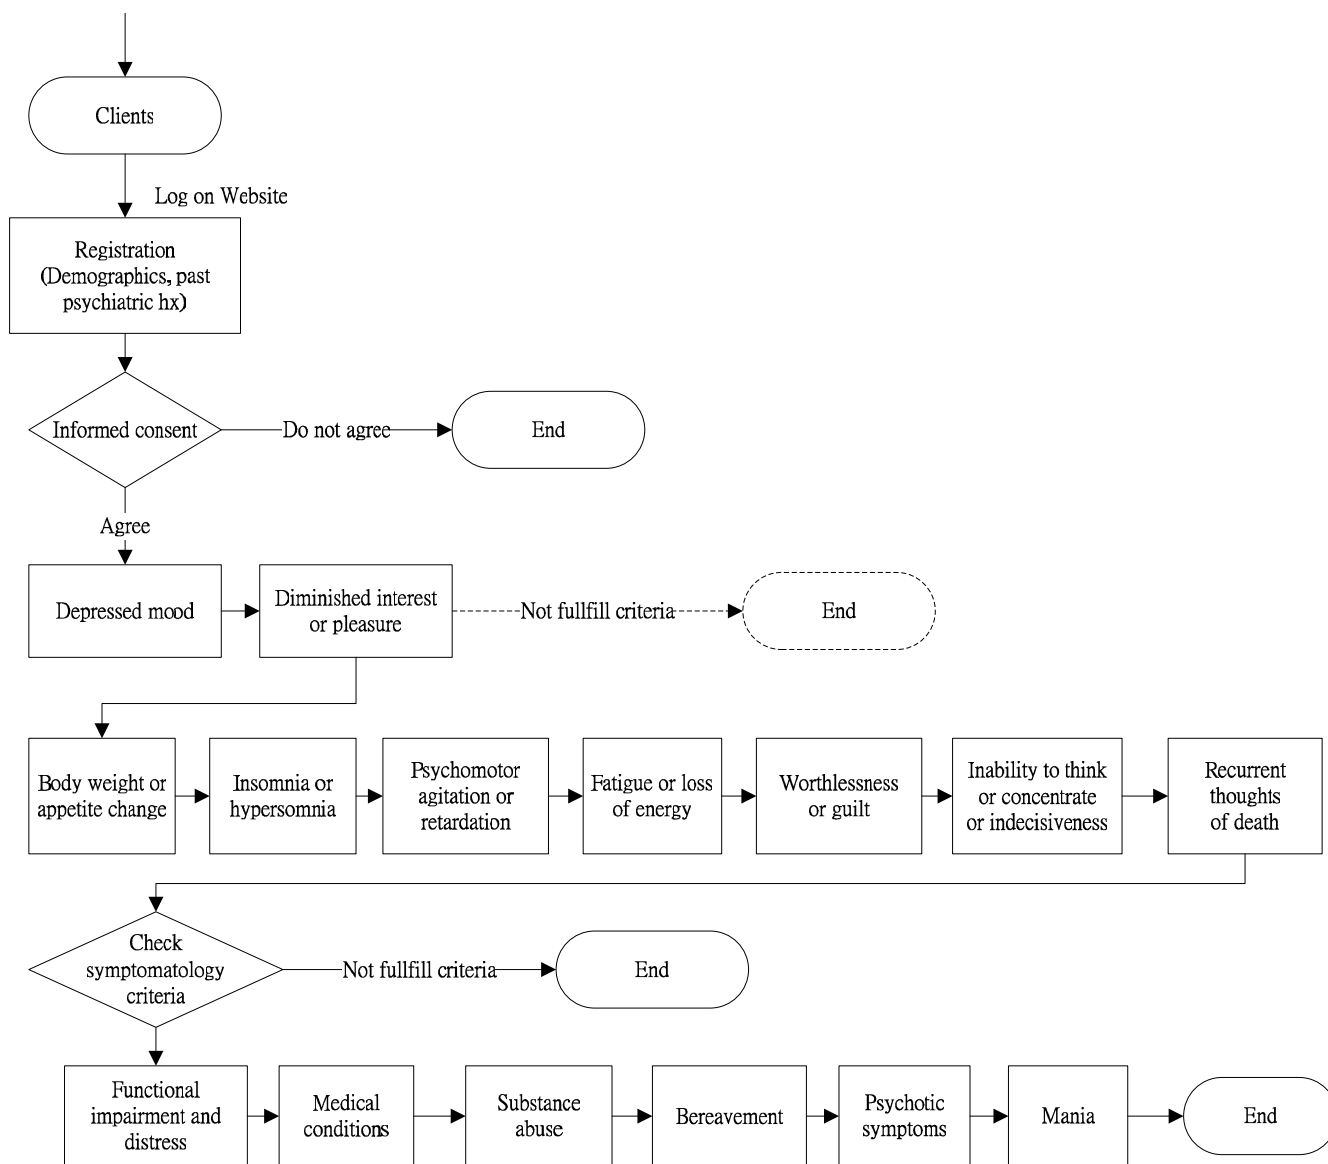 Clients
Log on Website
Registration
(Demographics, past
psychiatric hx)
Informed consent
Do not agree
End
Agree
Depressed mood
Diminished interest
or pleasure
Not fullfill criteria
End
Body weight or
appetite change
Insomnia or
hypersomnia
Psychomotor
agitation or
retardation
Fatigue or loss
of energy
Worthlessness
or guilt
Inability to think
or concentrate
or indecisiveness
Recurrent
thoughts
of death
Check
symptomatology
criteria
Not fullfill criteria
End
Functional
impairment and
distress
Medical
conditions
Substance
abuse
Bereavement
Psychotic
symptoms
Mania
End